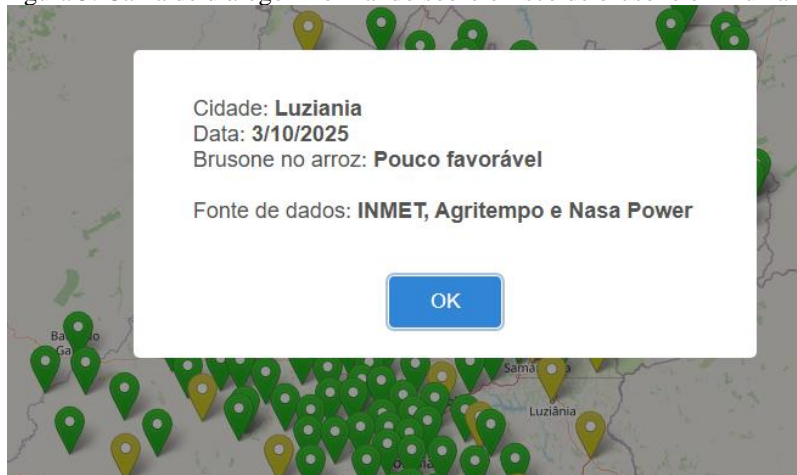 Cidade: Luziania
Data: 3/10/2025
Brusone no arroz: Pouco favorável
Fonte de dados: INMET, Agritempo e Nasa Power
OK
Luziânia